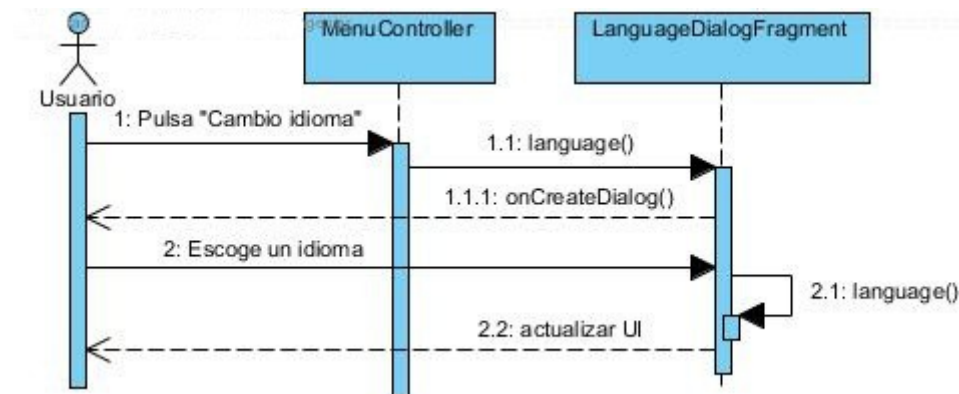 MenuController
LanguageDialogFragment
Usuario
1: Pulsa "Cambio idioma"
1.1: language()
1.1.1: onCreateDialog()
2: Escoge un idioma
2.1: language()
2.2: actualizar UI